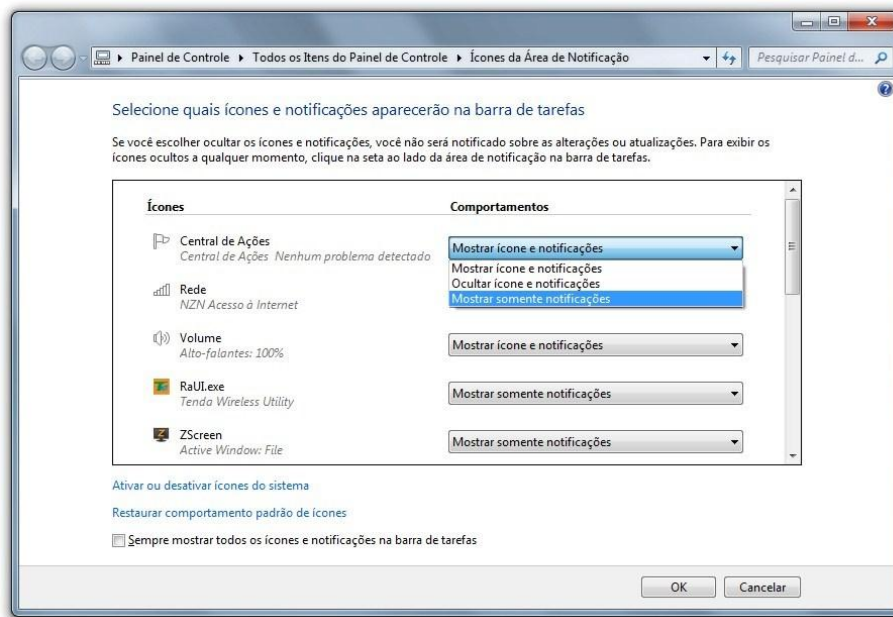 Painel de Controle ▸ Todos os Itens do Painel de Controle ▸ Ícones da Área de Notificação
Pesquisar Painel d...
Selecione quais ícones e notificações aparecerão na barra de tarefas
Se você escolher ocultar os ícones e notificações, você não será notificado sobre as alterações ou atualizações. Para exibir os
ícones ocultos a qualquer momento, clique na seta ao lado da área de notificação na barra de tarefas.
Ícones
Comportamentos
Central de Ações
Central de Ações Nenhum problema detectado
Mostrar ícone e notificações
Mostrar ícone e notificações
Ocultar ícone e notificações
Mostrar somente notificações
Rede
NZN Acesso à Internet
Volume
Alto-falantes: 100%
Mostrar ícone e notificações
RaUI.exe
Tenda Wireless Utility
Mostrar somente notificações
ZScreen
Active Window: File
Mostrar somente notificações
Ativar ou desativar ícones do sistema
Restaurar comportamento padrão de ícones
Sempre mostrar todos os ícones e notificações na barra de tarefas
OK
Cancelar